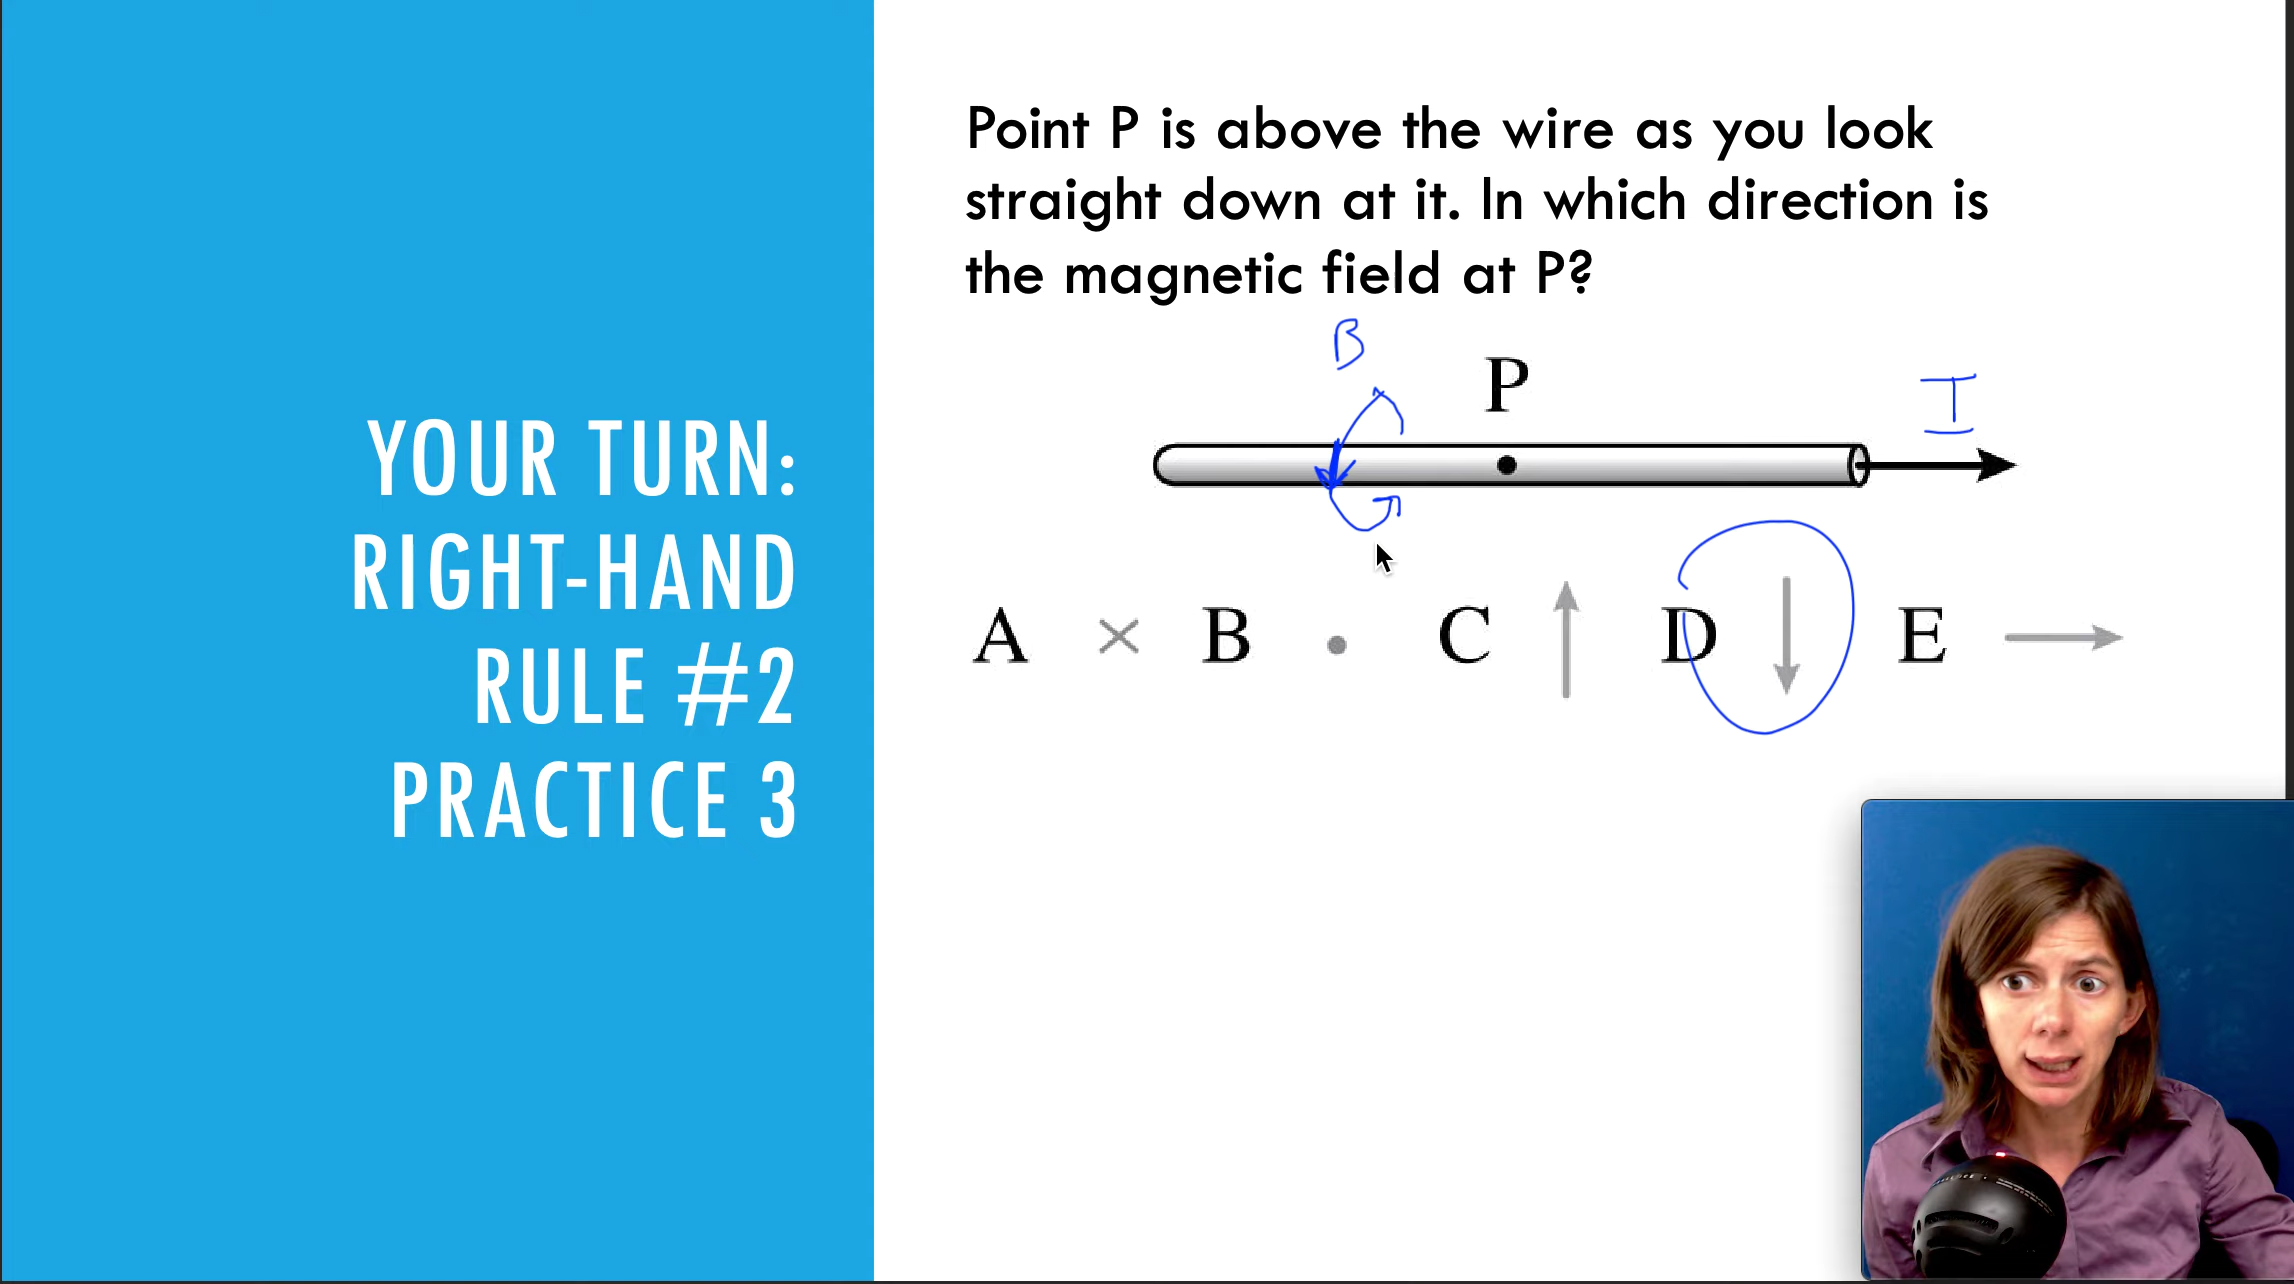 YOUR TURN:
RIGHT-HAND
RULE #2
PRACTICE 3
Point P is above the wire as you look
straight down at it. In which direction is
the magnetic field at P?
B
P
I
A × B • C ↑ D ↓ E →